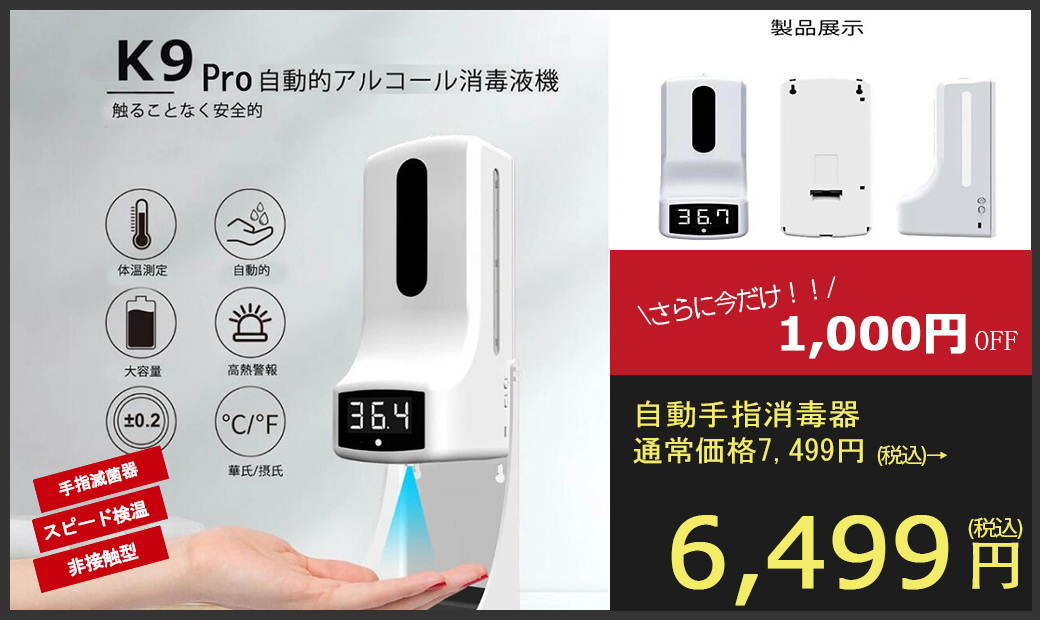 K9 Pro 自動的アルコール消毒液機
触ることなく安全的
体温測定
自動的
大容量
高熱警報
±0.2
°C/°F
華氏/摂氏
36.4
手指滅菌器
スピード検温
非接触型
製品展示
36.7
\さらに今だけ！！/
1,000円OFF
自動手指消毒器
通常価格7,499円 (税込)→
6,499円 (税込)